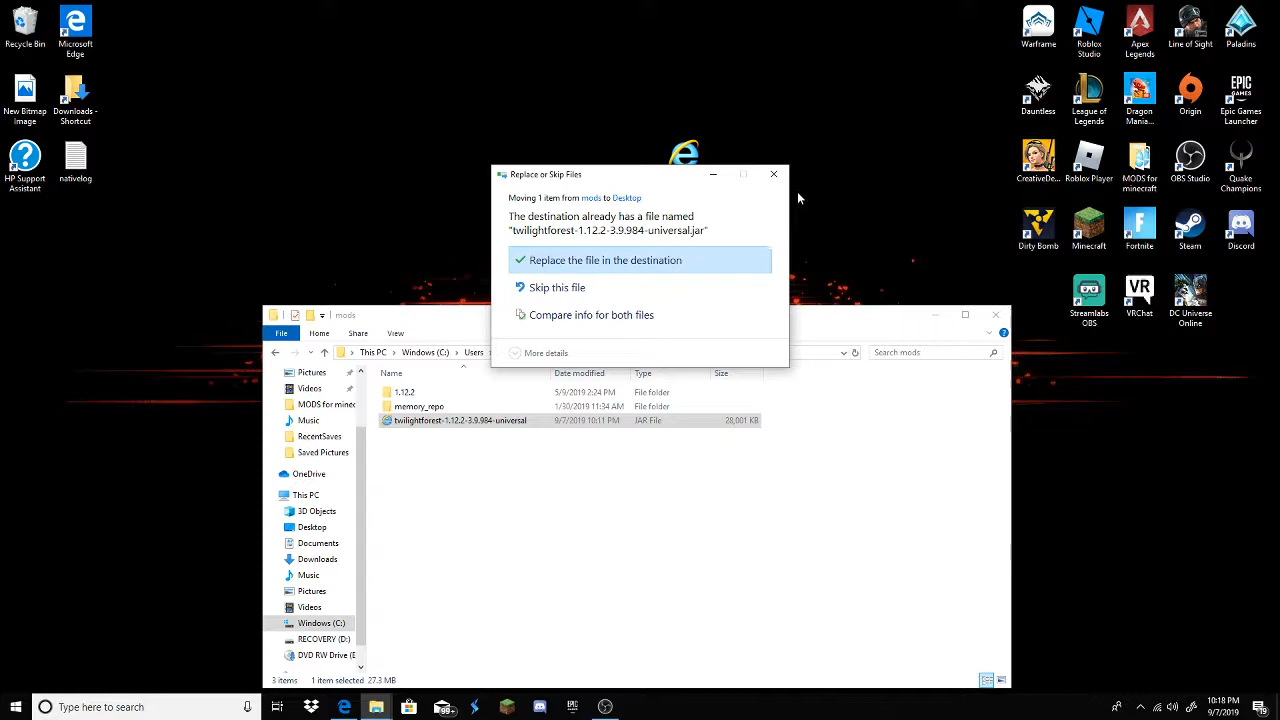 Recycle Bin
Microsoft
Edge
New Bitmap
Image
Downloads -
Shortcut
HP Support
Assistant
nativelog
Warframe
Roblox
Studio
Apex
Legends
Line of Sight
Paladins
Dauntless
League of
Legends
Dragon
Mania...
Origin
EPIC
GAMES
Epic Games
Launcher
CreativeDe...
Roblox Player
MODS for
minecraft
OBS Studio
Quake
Champions
Dirty Bomb
Minecraft
Fortnite
Steam
Discord
Streamlabs
OBS
VR
VRChat
DC Universe
Online
Replace or Skip Files
Moving 1 item from mods to Desktop
The destination already has a file named
"twilightforest-1.12.2-3.9.984-universal.jar"
Replace the file in the destination
Skip this file
Compare info for both files
More details
mods
File Home Share View
This PC > Windows (C:) > Users
Search mods
Name Date modified Type Size
1.12.2 5/9/2019 2:24 PM File folder
memory_repo 1/30/2019 11:34 AM File folder
twilightforest-1.12.2-3.9.984-universal 9/7/2019 10:11 PM JAR File 28,001 KB
Pictures
Videos
MODS for minec
Music
RecentSaves
Saved Pictures
OneDrive
This PC
3D Objects
Desktop
Documents
Downloads
Music
Pictures
Videos
Windows (C:)
RECOVERY (D:)
DVD RW Drive (E
3 items 1 item selected 27.3 MB
Type here to search
99+
EPIC
10:18 PM
9/7/2019